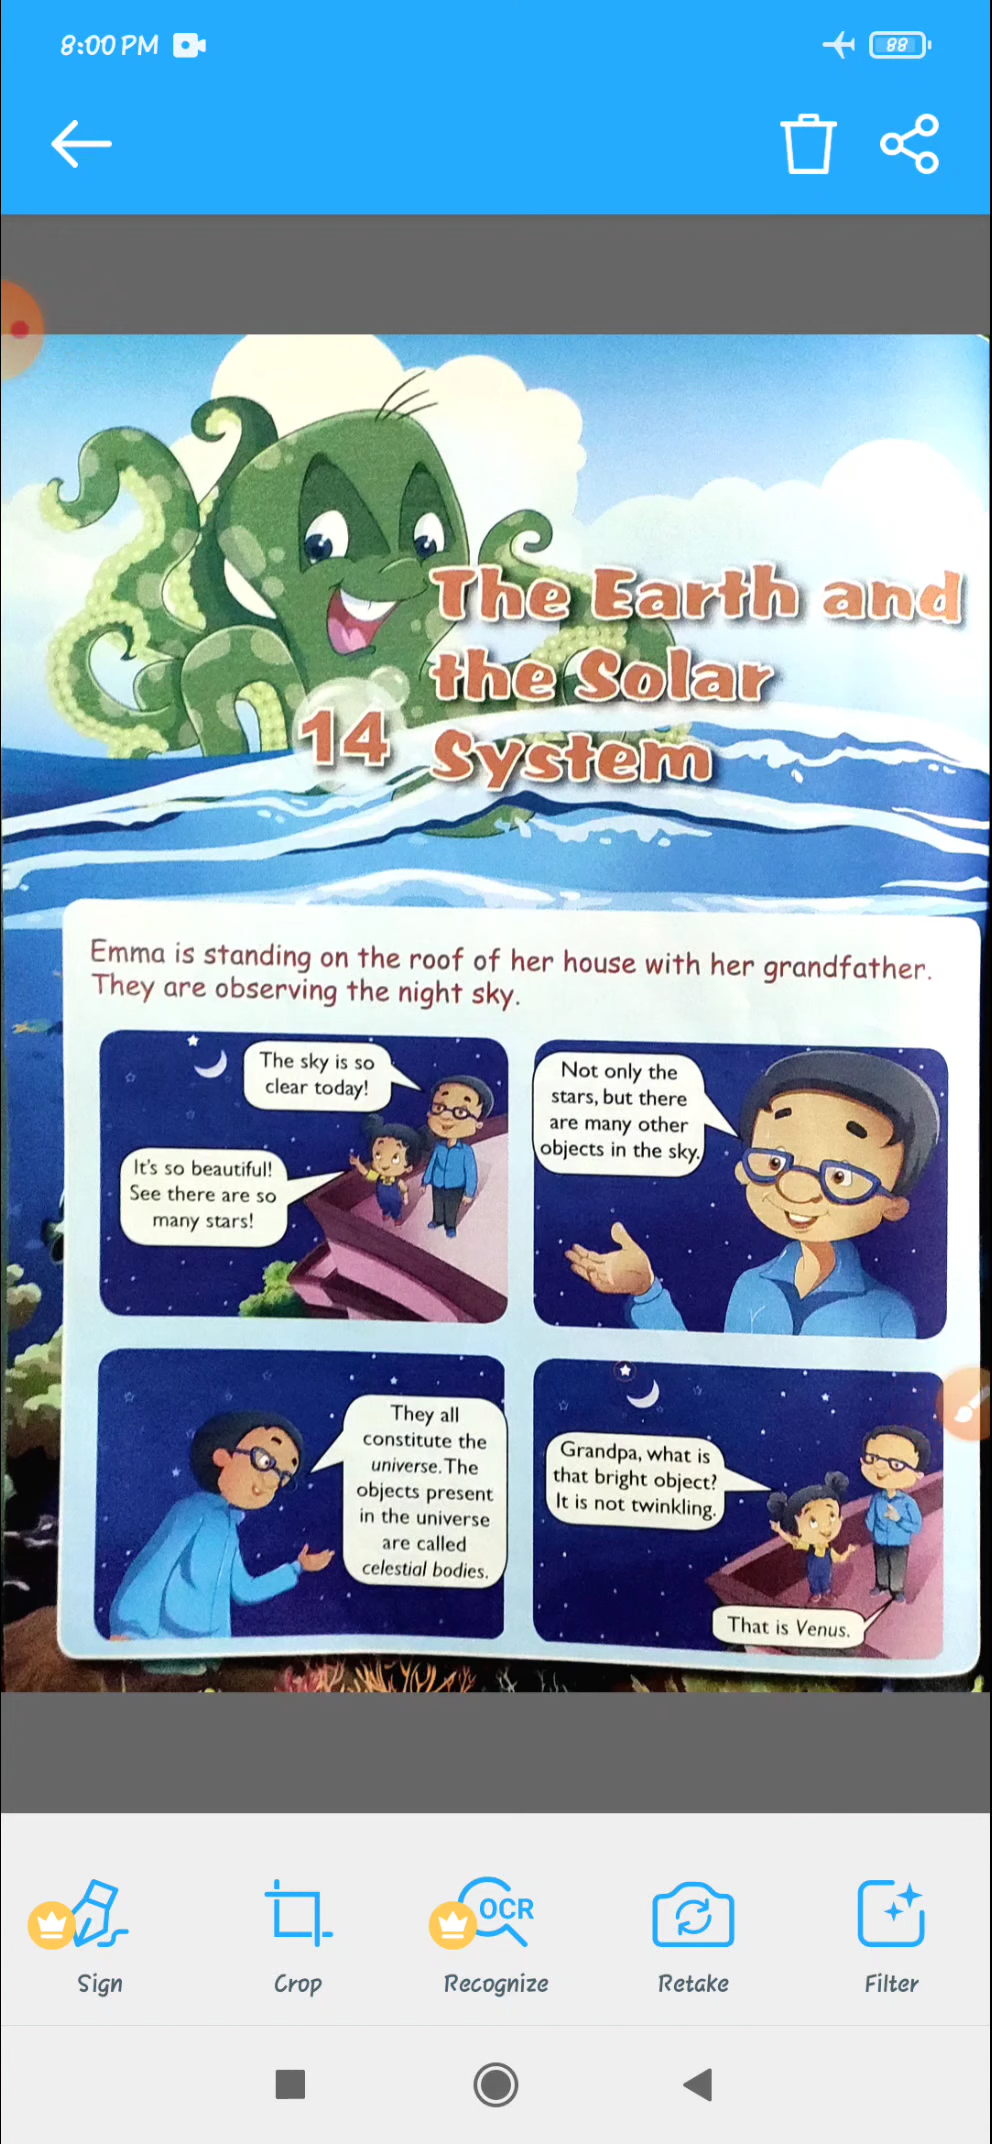 8:00 PM
88
The Earth and
the Solar
14 System
Emma is standing on the roof of her house with her grandfather.
They are observing the night sky.
The sky is so
clear today!
It's so beautiful!
See there are so
many stars!
Not only the
stars, but there
are many other
objects in the sky.
They all
constitute the
universe. The
objects present
in the universe
are called
celestial bodies.
Grandpa, what is
that bright object?
It is not twinkling.
That is Venus.
OCR
Sign
Crop
Recognize
Retake
Filter